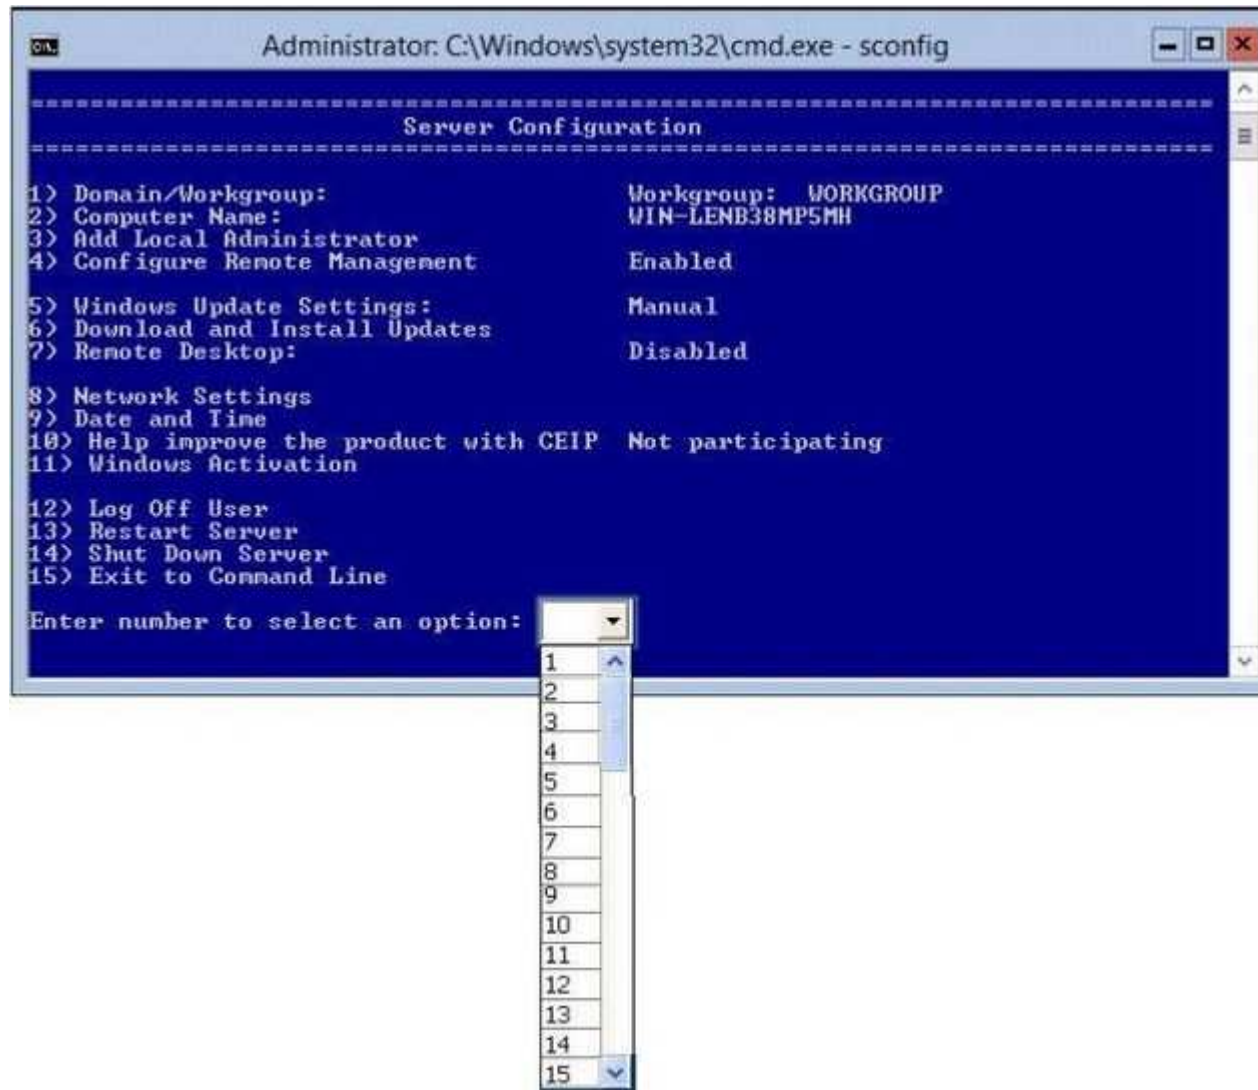 Administrator: C:\Windows\system32\cmd.exe - sconfig
===============================================================================
Server Configuration
===============================================================================
1) Domain/Workgroup: Workgroup: WORKGROUP
2) Computer Name: WIN-LENB38MP5MH
3) Add Local Administrator
4) Configure Remote Management Enabled
5) Windows Update Settings: Manual
6) Download and Install Updates
7) Remote Desktop: Disabled
8) Network Settings
9) Date and Time
10) Help improve the product with CEIP Not participating
11) Windows Activation
12) Log Off User
13) Restart Server
14) Shut Down Server
15) Exit to Command Line
Enter number to select an option:
1
2
3
4
5
6
7
8
9
10
11
12
13
14
15